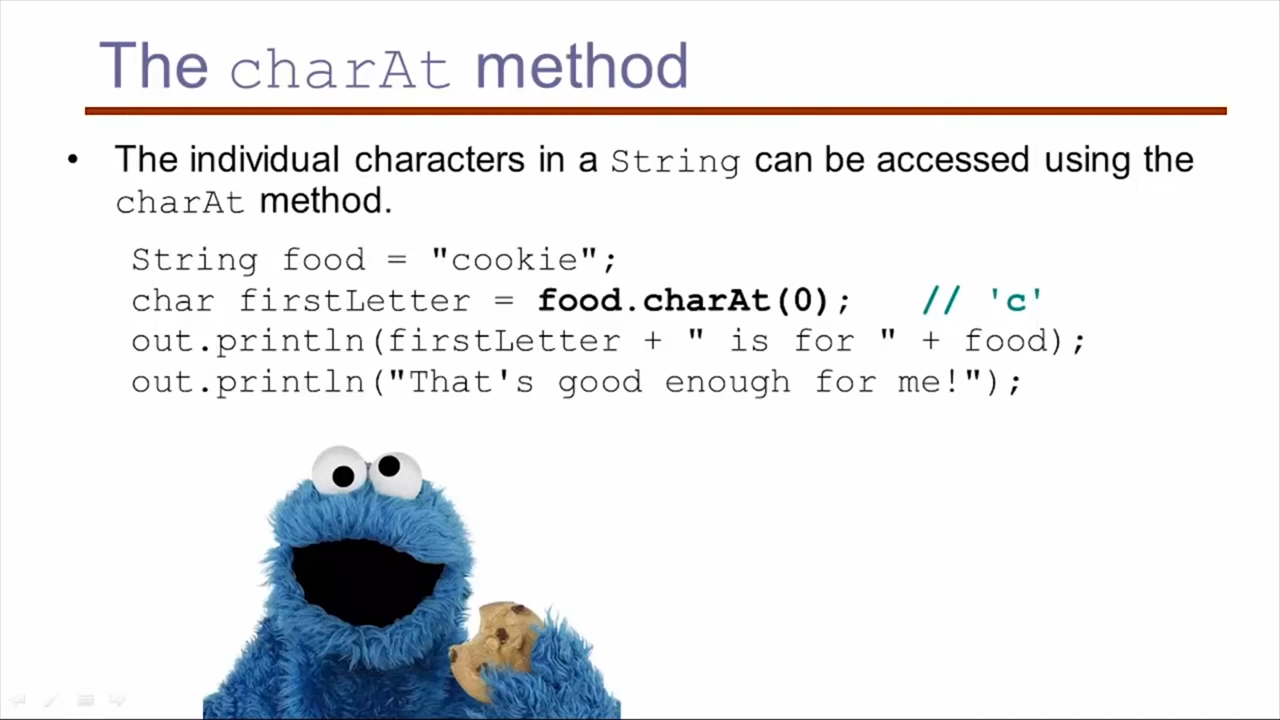 The charAt method
• The individual characters in a String can be accessed using the
charAt method.
String food = "cookie";
char firstLetter = food.charAt(0); // 'c'
out.println(firstLetter + " is for " + food);
out.println("That's good enough for me!");